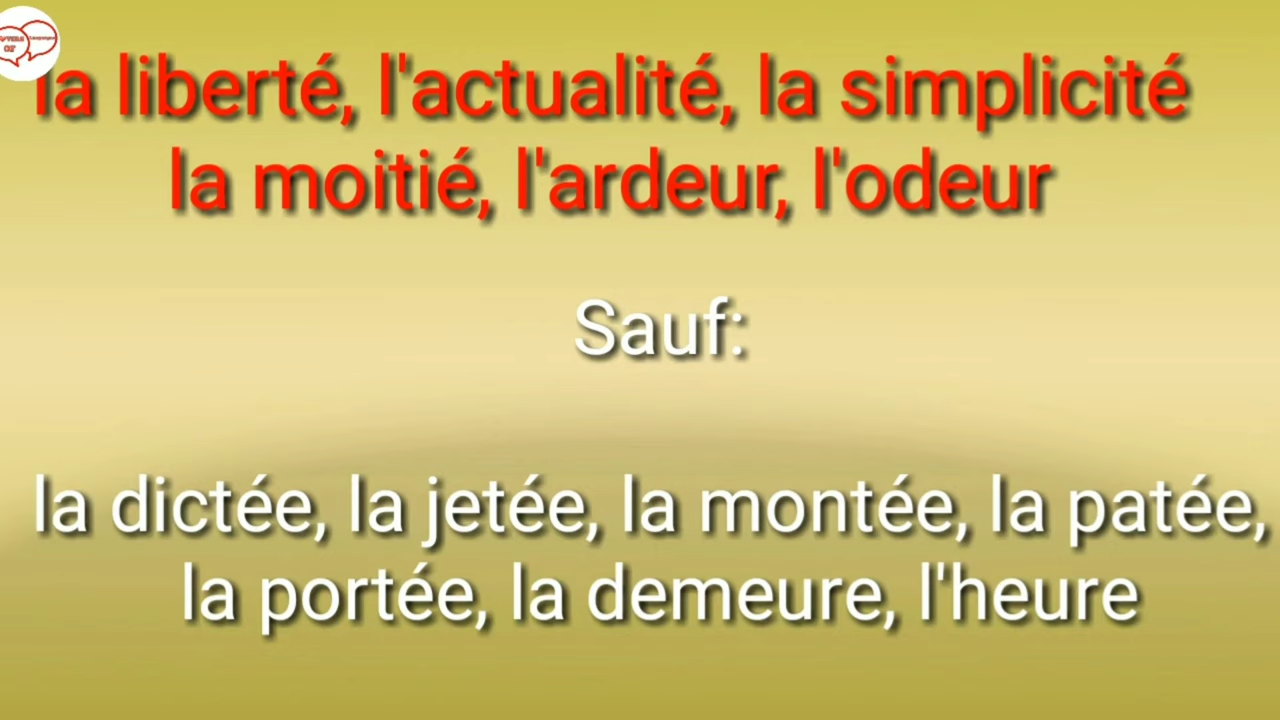 la liberté, l'actualité, la simplicité
la moitié, l'ardeur, l'odeur
Sauf:
la dictée, la jetée, la montée, la patée,
la portée, la demeure, l'heure